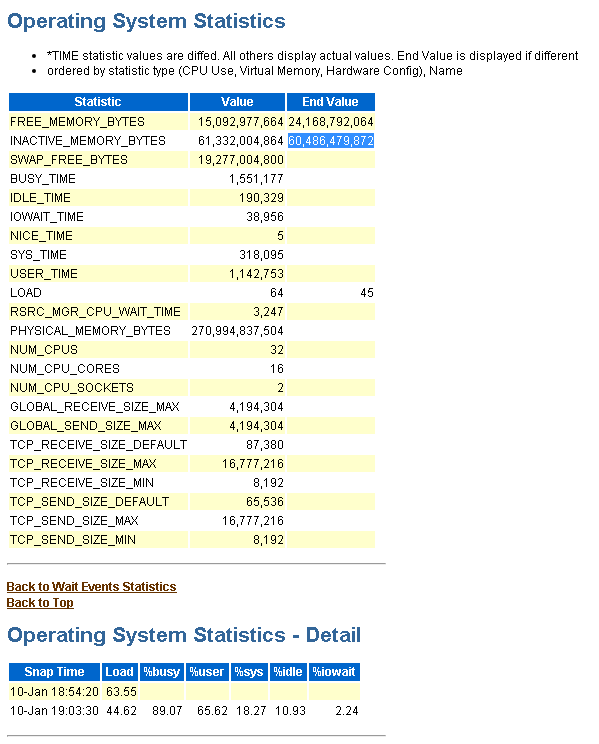 Operating System Statistics
• *TIME statistic values are diffed. All others display actual values. End Value is displayed if different
• ordered by statistic type (CPU Use, Virtual Memory, Hardware Config), Name
Statistic Value End Value
FREE_MEMORY_BYTES 15,092,977,664 24,168,792,064
INACTIVE_MEMORY_BYTES 61,332,004,864 60,486,479,872
SWAP_FREE_BYTES 19,277,004,800
BUSY_TIME 1,551,177
IDLE_TIME 190,329
IOWAIT_TIME 38,956
NICE_TIME 5
SYS_TIME 318,095
USER_TIME 1,142,753
LOAD 64 45
RSRC_MGR_CPU_WAIT_TIME 3,247
PHYSICAL_MEMORY_BYTES 270,994,837,504
NUM_CPUS 32
NUM_CPU_CORES 16
NUM_CPU_SOCKETS 2
GLOBAL_RECEIVE_SIZE_MAX 4,194,304
GLOBAL_SEND_SIZE_MAX 4,194,304
TCP_RECEIVE_SIZE_DEFAULT 87,380
TCP_RECEIVE_SIZE_MAX 16,777,216
TCP_RECEIVE_SIZE_MIN 8,192
TCP_SEND_SIZE_DEFAULT 65,536
TCP_SEND_SIZE_MAX 16,777,216
TCP_SEND_SIZE_MIN 8,192
Back to Wait Events Statistics
Back to Top
Operating System Statistics - Detail
Snap Time Load %busy %user %sys %idle %iowait
10-Jan 18:54:20 63.55
10-Jan 19:03:30 44.62 89.07 65.62 18.27 10.93 2.24